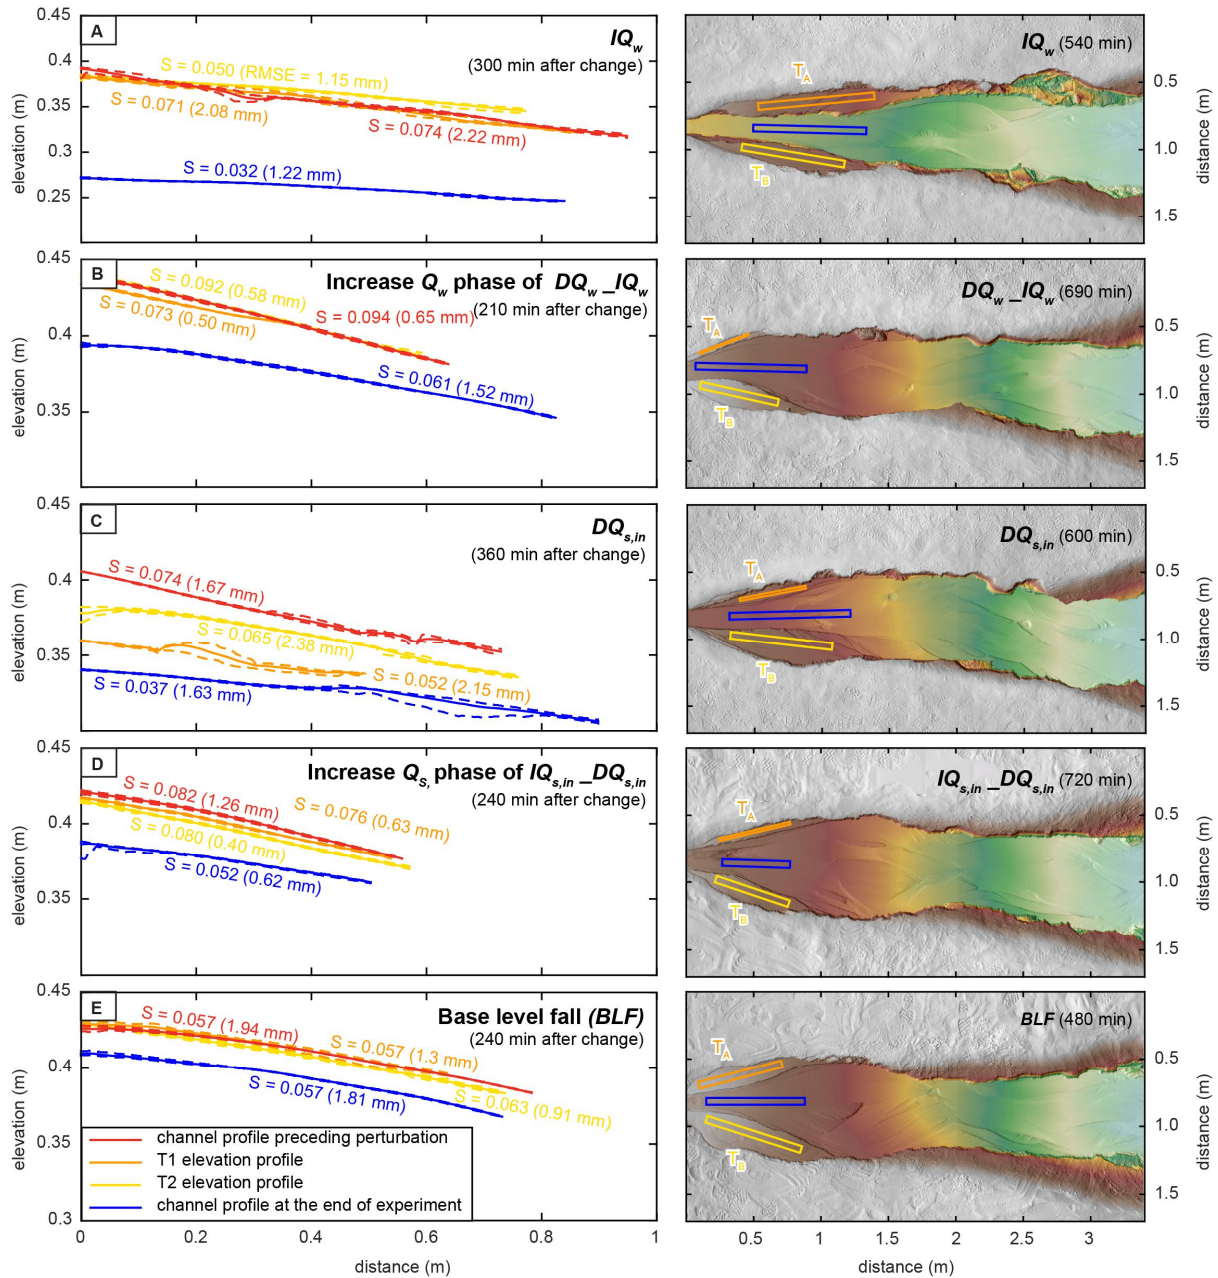 0.45
A
IQw
(300 min after change)
0.4
S = 0.050 (RMSE = 1.15 mm)
S = 0.071 (2.08 mm)
0.35
S = 0.074 (2.22 mm)
0.3
S = 0.032 (1.22 mm)
0.25
elevation (m)
IQw (540 min)
TA
TB
0.5
1.0
1.5
distance (m)
0.45
B
Increase Qw phase of DQw_IQw
(210 min after change)
S = 0.092 (0.58 mm)
S = 0.073 (0.50 mm)
S = 0.094 (0.65 mm)
0.4
S = 0.061 (1.52 mm)
0.35
elevation (m)
DQw_IQw (690 min)
TA
TB
0.5
1.0
1.5
distance (m)
0.45
C
DQs,in
(360 min after change)
0.4
S = 0.074 (1.67 mm)
S = 0.065 (2.38 mm)
0.35
S = 0.052 (2.15 mm)
S = 0.037 (1.63 mm)
elevation (m)
DQs,in (600 min)
TA
TB
0.5
1.0
1.5
distance (m)
0.45
D
Increase QS, phase of IQs,in_DQs,in
(240 min after change)
S = 0.082 (1.26 mm)
S = 0.076 (0.63 mm)
0.4
S = 0.080 (0.40 mm)
S = 0.052 (0.62 mm)
0.35
elevation (m)
IQs,in_DQs,in (720 min)
TA
TB
0.5
1.0
1.5
distance (m)
0.45
E
Base level fall (BLF)
(240 min after change)
S = 0.057 (1.94 mm)
S = 0.057 (1.3 mm)
0.4
S = 0.063 (0.91 mm)
S = 0.057 (1.81 mm)
0.35
0.3
elevation (m)
channel profile preceding perturbation
T1 elevation profile
T2 elevation profile
channel profile at the end of experiment
0 0.2 0.4 0.6 0.8 1
distance (m)
BLF (480 min)
TA
TB
0.5
1.0
1.5
distance (m)
0.5 1 1.5 2 2.5 3
distance (m)